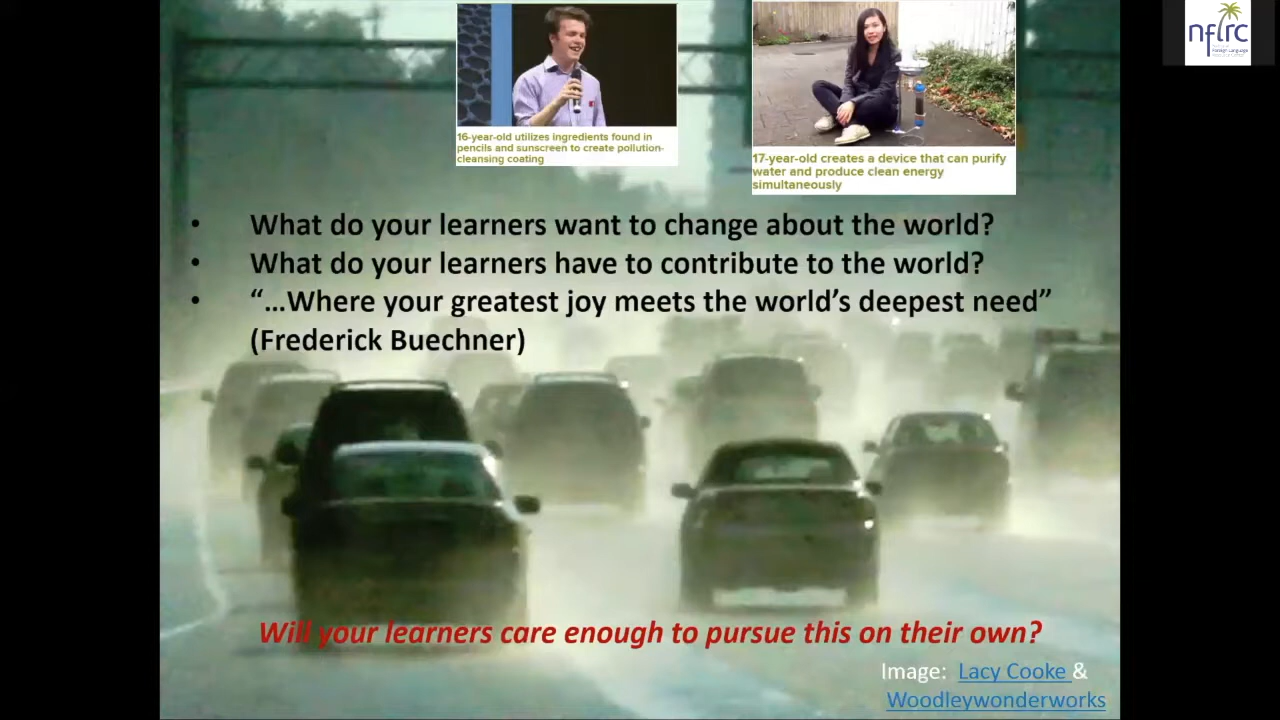 nflrc
Foreign Language
16-year-old utilizes ingredients found in
pencils and sunscreen to create pollution-
cleansing coating
17-year-old creates a device that can purify
water and produce clean energy
simultaneously
• What do your learners want to change about the world?
• What do your learners have to contribute to the world?
• “…Where your greatest joy meets the world’s deepest need”
(Frederick Buechner)
Will your learners care enough to pursue this on their own?
Image: Lacy Cooke &
Woodleywonderworks